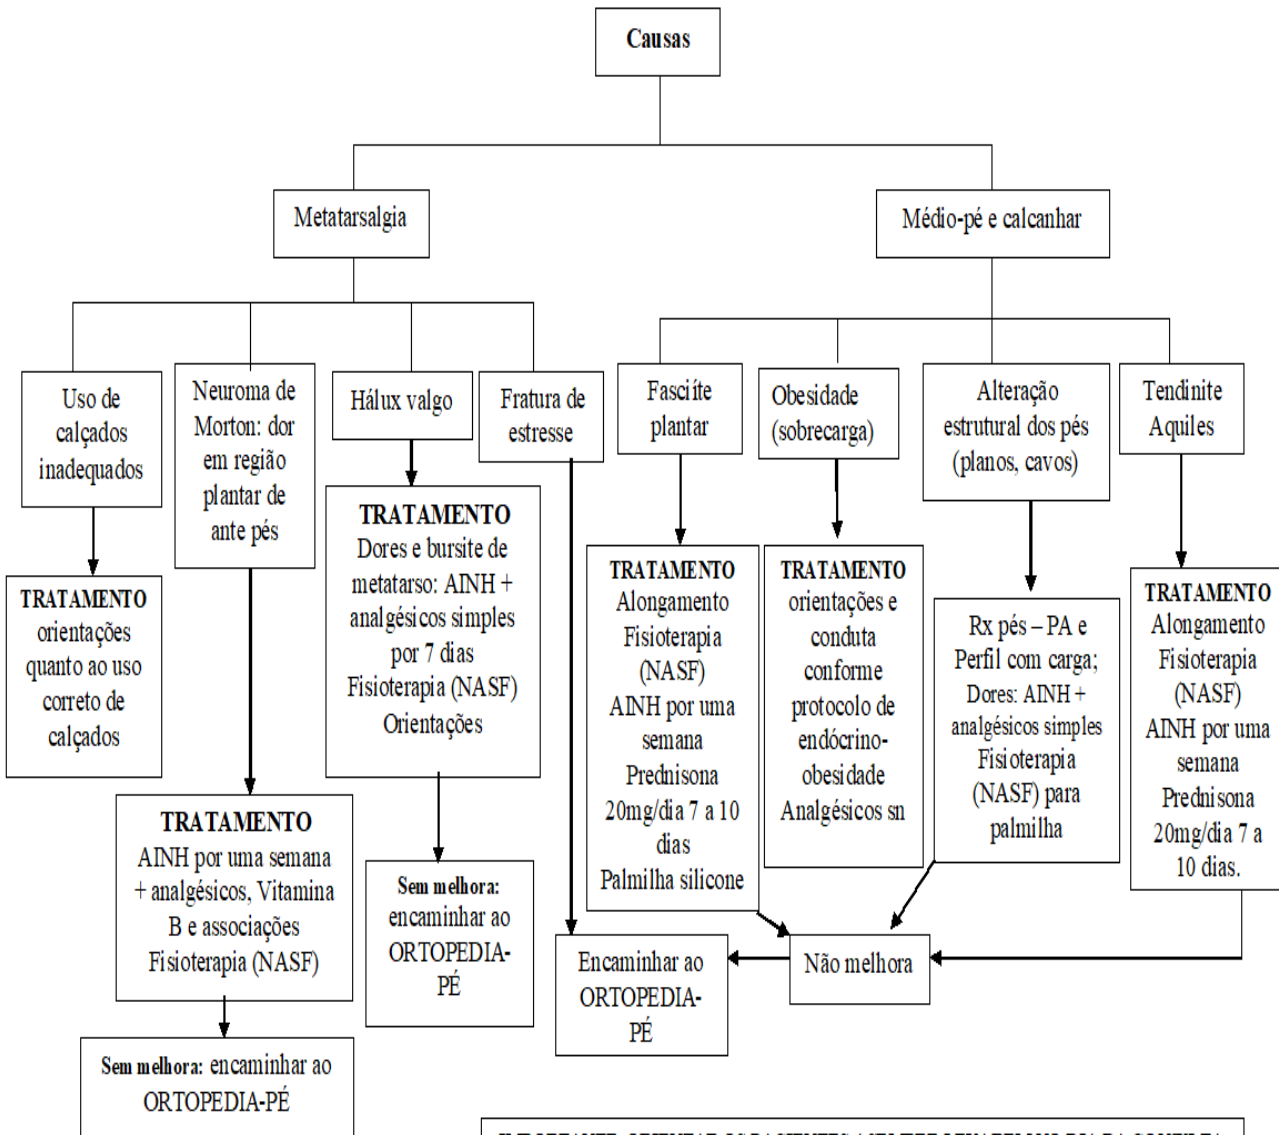 Causas
Metatarsalgia
Médio-pé e calcanhar
Uso de
calçados
inadequados
Neuroma de
Morton: dor
em região
plantar de
ante pés
Hálux valgo
Fratura de
estresse
Fasciíte
plantar
Obesidade
(sobrecarga)
Alteração
estrutural dos pés
(planos, cavos)
Tendinite
Aquiles
TRATAMENTO
orientações
quanto ao uso
correto de
calçados
TRATAMENTO
AINH por uma semana
+ analgésicos, Vitamina
B e associações
Fisioterapia (NASF)
Sem melhora: encaminhar ao
ORTOPEDIA-PÉ
TRATAMENTO
Dores e bursite de
metatarso: AINH +
analgésicos simples
por 7 dias
Fisioterapia (NASF)
Orientações
Sem melhora:
encaminhar ao
ORTOPEDIA-
PÉ
TRATAMENTO
Alongamento
Fisioterapia
(NASF)
AINH por uma
semana
Prednisona
20mg/dia 7 a 10
dias
Palmilha silicone
TRATAMENTO
orientações e
conduta
conforme
protocolo de
endócrino-
obesidade
Analgésicos sn
Rx pés – PA e
Perfil com carga;
Dores: AINH +
analgésicos simples
Fisioterapia
(NASF) para
palmilha
TRATAMENTO
Alongamento
Fisioterapia
(NASF)
AINH por uma
semana
Prednisona
20mg/dia 7 a
10 dias.
Encaminhar ao
ORTOPEDIA-
PÉ
Não melhora